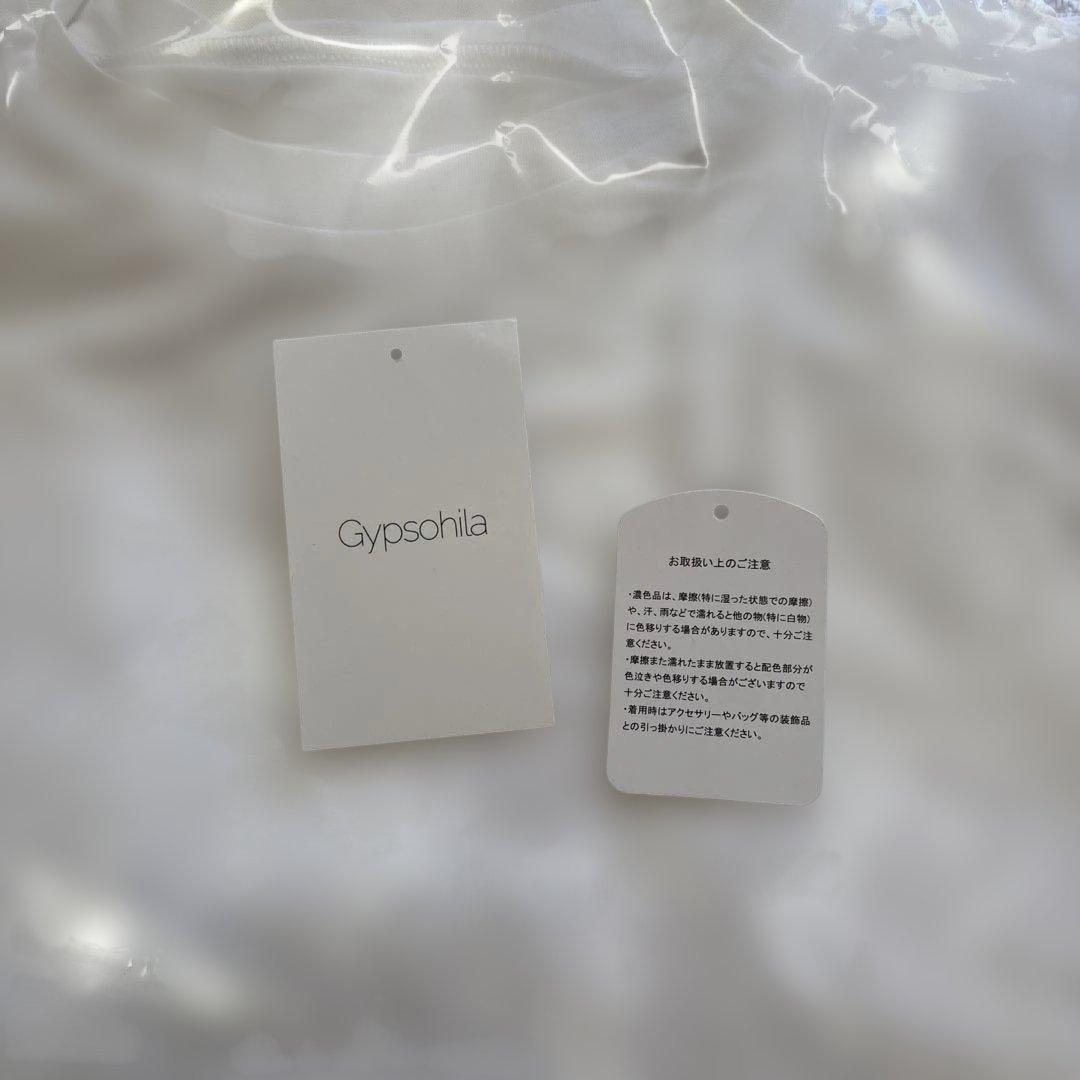 Gypsohila
お取扱い上のご注意
・濃色品は、摩擦(特に湿った状態での摩擦)
や、汗、雨などで濡れると他の物(特に白物)
に色移りする場合がありますので、十分ご注
意ください。
・摩擦また濡れたまま放置すると配色部分が
色泣きや色移りする場合がございますので
十分ご注意ください。
・着用時はアクセサリーやバッグ等の装飾品
との引っ掛かりにご注意ください。